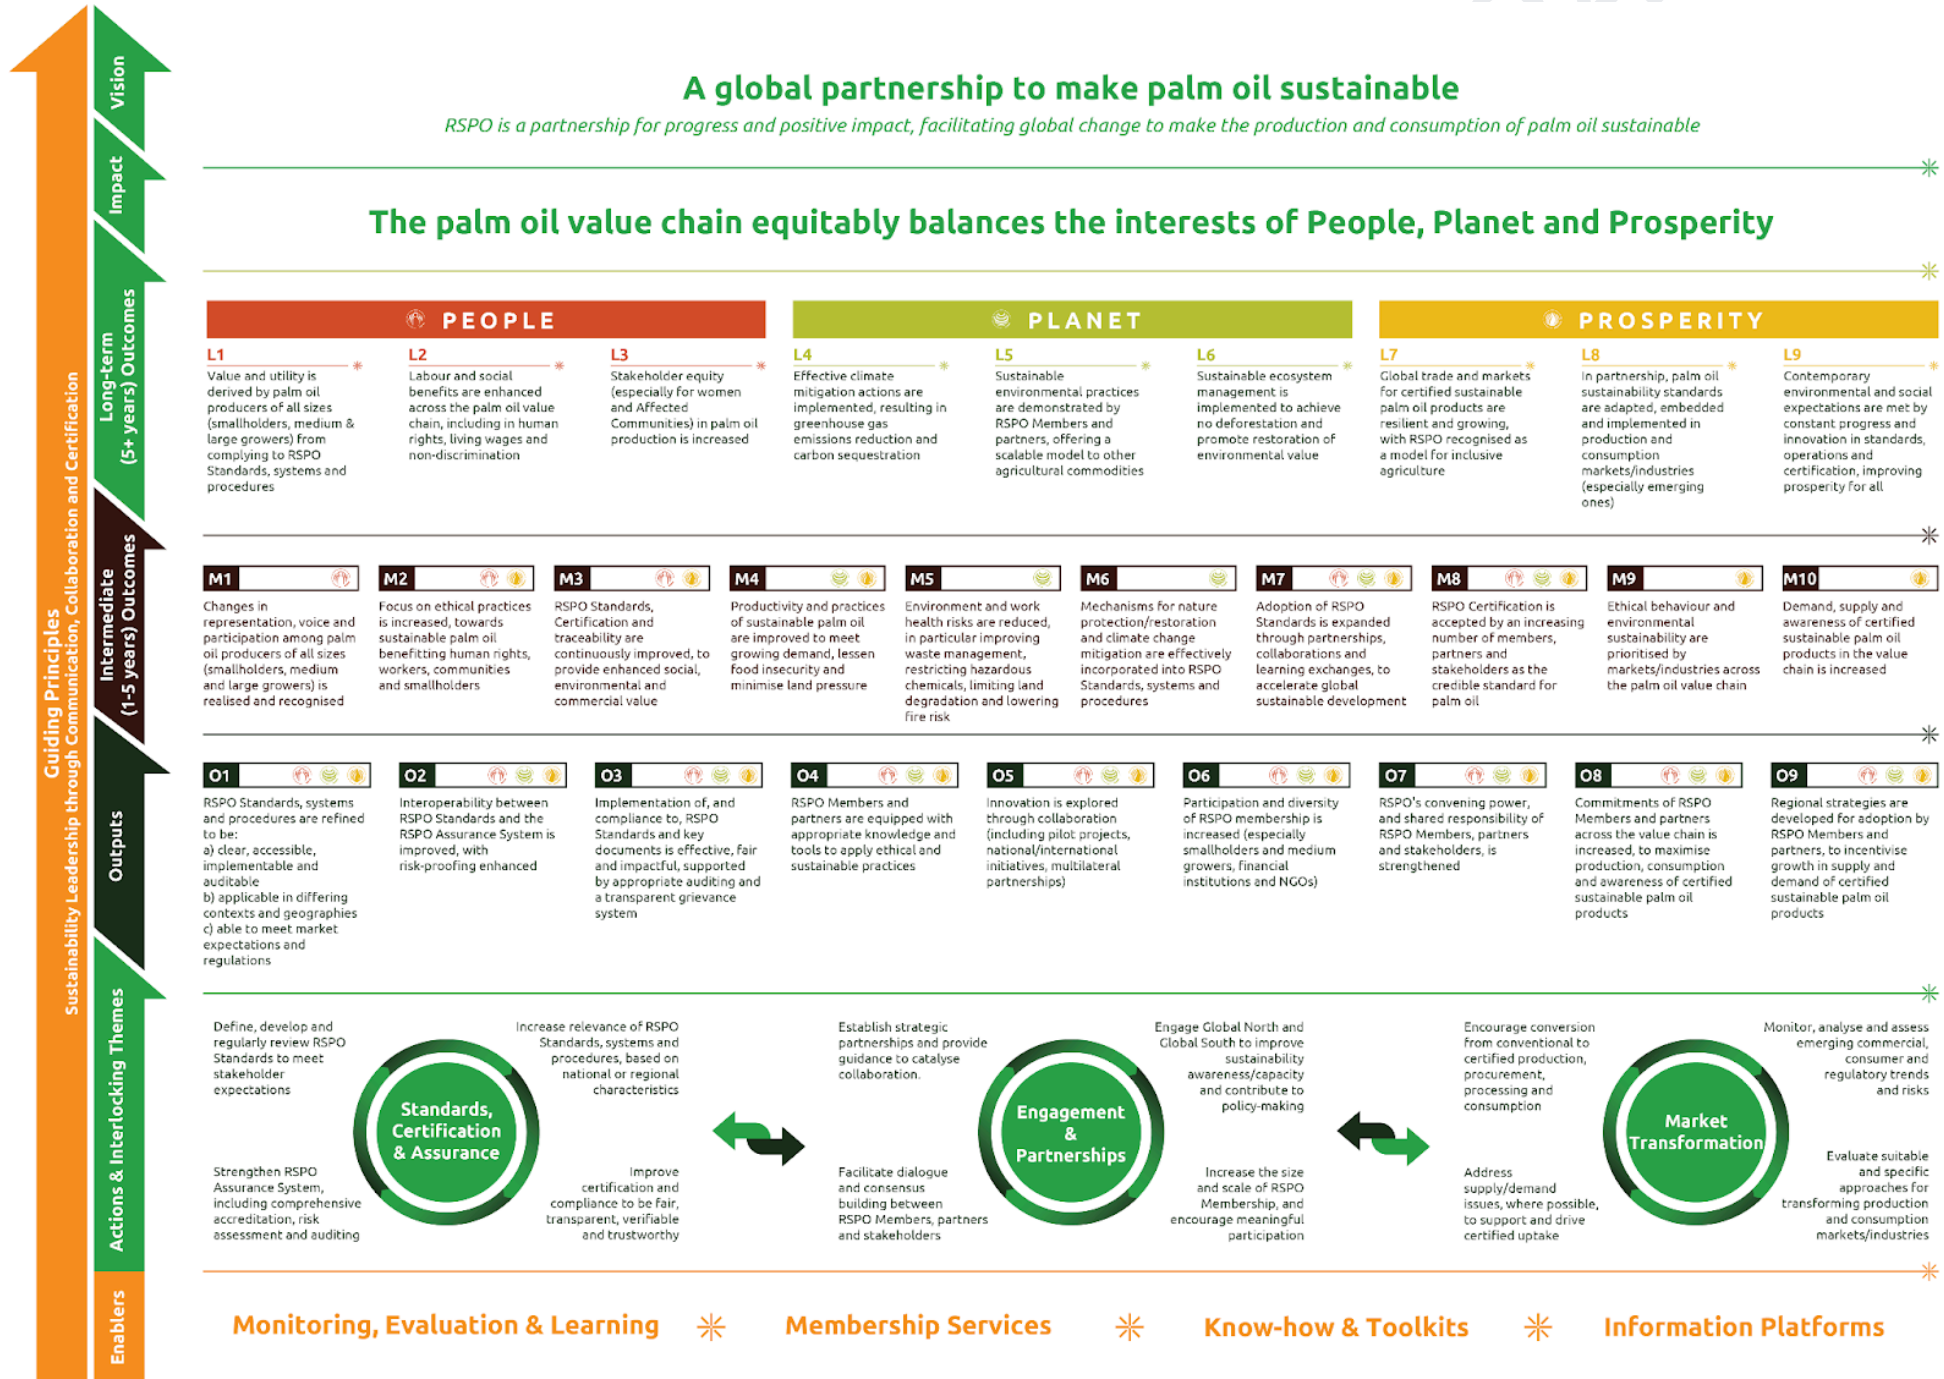 Vision
A global partnership to make palm oil sustainable
RSPO is a partnership for progress and positive impact, facilitating global change to make the production and consumption of palm oil sustainable
Impact
The palm oil value chain equitably balances the interests of People, Planet and Prosperity
Long-term
(5+ years) Outcomes
PEOPLE
L1
Value and utility is
derived by palm oil
producers of all sizes
(smallholders, medium &
large growers) from
complying to RSPO
Standards, systems and
procedures
L2
Labour and social
benefits are enhanced
across the palm oil value
chain, including in human
rights, living wages and
non-discrimination
L3
Stakeholder equity
(especially for women
and Affected
Communities) in palm oil
production is increased
PLANET
L4
Effective climate
mitigation actions are
implemented, resulting in
greenhouse gas
emissions reduction and
carbon sequestration
L5
Sustainable
environmental practices
are demonstrated by
RSPO Members and
partners, offering a
scalable model to other
agricultural commodities
L6
Sustainable ecosystem
management is
implemented to achieve
no deforestation and
promote restoration of
environmental value
PROSPERITY
L7
Global trade and markets
for certified sustainable
palm oil products are
resilient and growing,
with RSPO recognised as
a model for inclusive
agriculture
L8
In partnership, palm oil
sustainability standards
are adapted, embedded
and implemented in
production and
consumption
markets/industries
(especially emerging
ones)
L9
Contemporary
environmental and social
expectations are met by
constant progress and
innovation in standards,
operations and
certification, improving
prosperity for all
Intermediate
(1-5 years) Outcomes
M1
Changes in
representation, voice and
participation among palm
oil producers of all sizes
(smallholders, medium
and large growers) is
realised and recognised
M2
Focus on ethical practices
is increased, towards
sustainable palm oil
benefitting human rights,
workers, communities
and smallholders
M3
RSPO Standards,
Certification and
traceability are
continuously improved, to
provide enhanced social,
environmental and
commercial value
M4
Productivity and practices
of sustainable palm oil
are improved to meet
growing demand, lessen
food insecurity and
minimise land pressure
M5
Environment and work
health risks are reduced,
in particular improving
waste management,
restricting hazardous
chemicals, limiting land
degradation and lowering
fire risk
M6
Mechanisms for nature
protection/restoration
and climate change
mitigation are effectively
incorporated into RSPO
Standards, systems and
procedures
M7
Adoption of RSPO
Standards is expanded
through partnerships,
collaborations and
learning exchanges, to
accelerate global
sustainable development
M8
RSPO Certification is
accepted by an increasing
number of members,
partners and
stakeholders as the
credible standard for
palm oil
M9
Ethical behaviour and
environmental
sustainability are
prioritised by
markets/industries across
the palm oil value chain
M10
Demand, supply and
awareness of certified
sustainable palm oil
products in the value
chain is increased
Outputs
O1
RSPO Standards, systems
and procedures are refined
to be:
a) clear, accessible,
implementable and
auditable
b) applicable in differing
contexts and geographies
c) able to meet market
expectations and
regulations
O2
Interoperability between
RSPO Standards and the
RSPO Assurance System is
improved, with
risk-proofing enhanced
O3
Implementation of, and
compliance to, RSPO
Standards and key
documents is effective, fair
and impactful, supported
by appropriate auditing and
a transparent grievance
system
O4
RSPO Members and
partners are equipped with
appropriate knowledge and
tools to apply ethical and
sustainable practices
O5
Innovation is explored
through collaboration
(including pilot projects,
national/international
initiatives, multilateral
partnerships)
O6
Participation and diversity
of RSPO membership is
increased (especially
smallholders and medium
growers, financial
institutions and NGOs)
O7
RSPO's convening power,
and shared responsibility of
RSPO Members, partners
and stakeholders, is
strengthened
O8
Commitments of RSPO
Members and partners
across the value chain is
increased, to maximise
production, consumption
and awareness of certified
sustainable palm oil
products
O9
Regional strategies are
developed for adoption by
RSPO Members and
partners, to incentivise
growth in supply and
demand of certified
sustainable palm oil
products
Actions & Interlocking Themes
Define, develop and
regularly review RSPO
Standards to meet
stakeholder
expectations
Increase relevance of RSPO
Standards, systems and
procedures, based on
national or regional
characteristics
Standards,
Certification
& Assurance
Strengthen RSPO
Assurance System,
including comprehensive
accreditation, risk
assessment and auditing
Improve
certification and
compliance to be fair,
transparent, verifiable
and trustworthy
Establish strategic
partnerships and provide
guidance to catalyse
collaboration.
Engage Global North and
Global South to improve
sustainability
awareness/capacity
and contribute to
policy-making
Engagement
&
Partnerships
Facilitate dialogue
and consensus
building between
RSPO Members, partners
and stakeholders
Increase the size
and scale of RSPO
Membership, and
encourage meaningful
participation
Encourage conversion
from conventional to
certified production,
procurement,
processing and
consumption
Monitor, analyse and assess
emerging commercial,
consumer and
regulatory trends
and risks
Market
Transformation
Address
supply/demand
issues, where possible,
to support and drive
certified uptake
Evaluate suitable
and specific
approaches for
transforming production
and consumption
markets/industries
Enablers
Monitoring, Evaluation & Learning
Membership Services
Know-how & Toolkits
Information Platforms
Guiding Principles
Sustainability Leadership through Communication, Collaboration and Certification